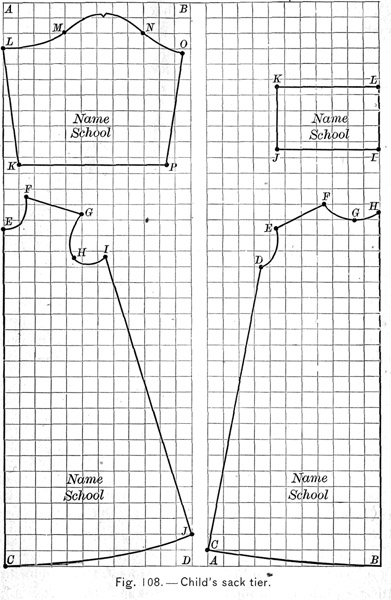 A B
M N
L O
Name
School
K P
K L
Name
School
J I
F
E G
H I
F H
G
E
D
Name
School
Name
School
J
C D
C
A B
Fig. 108.—Child's sack tier.